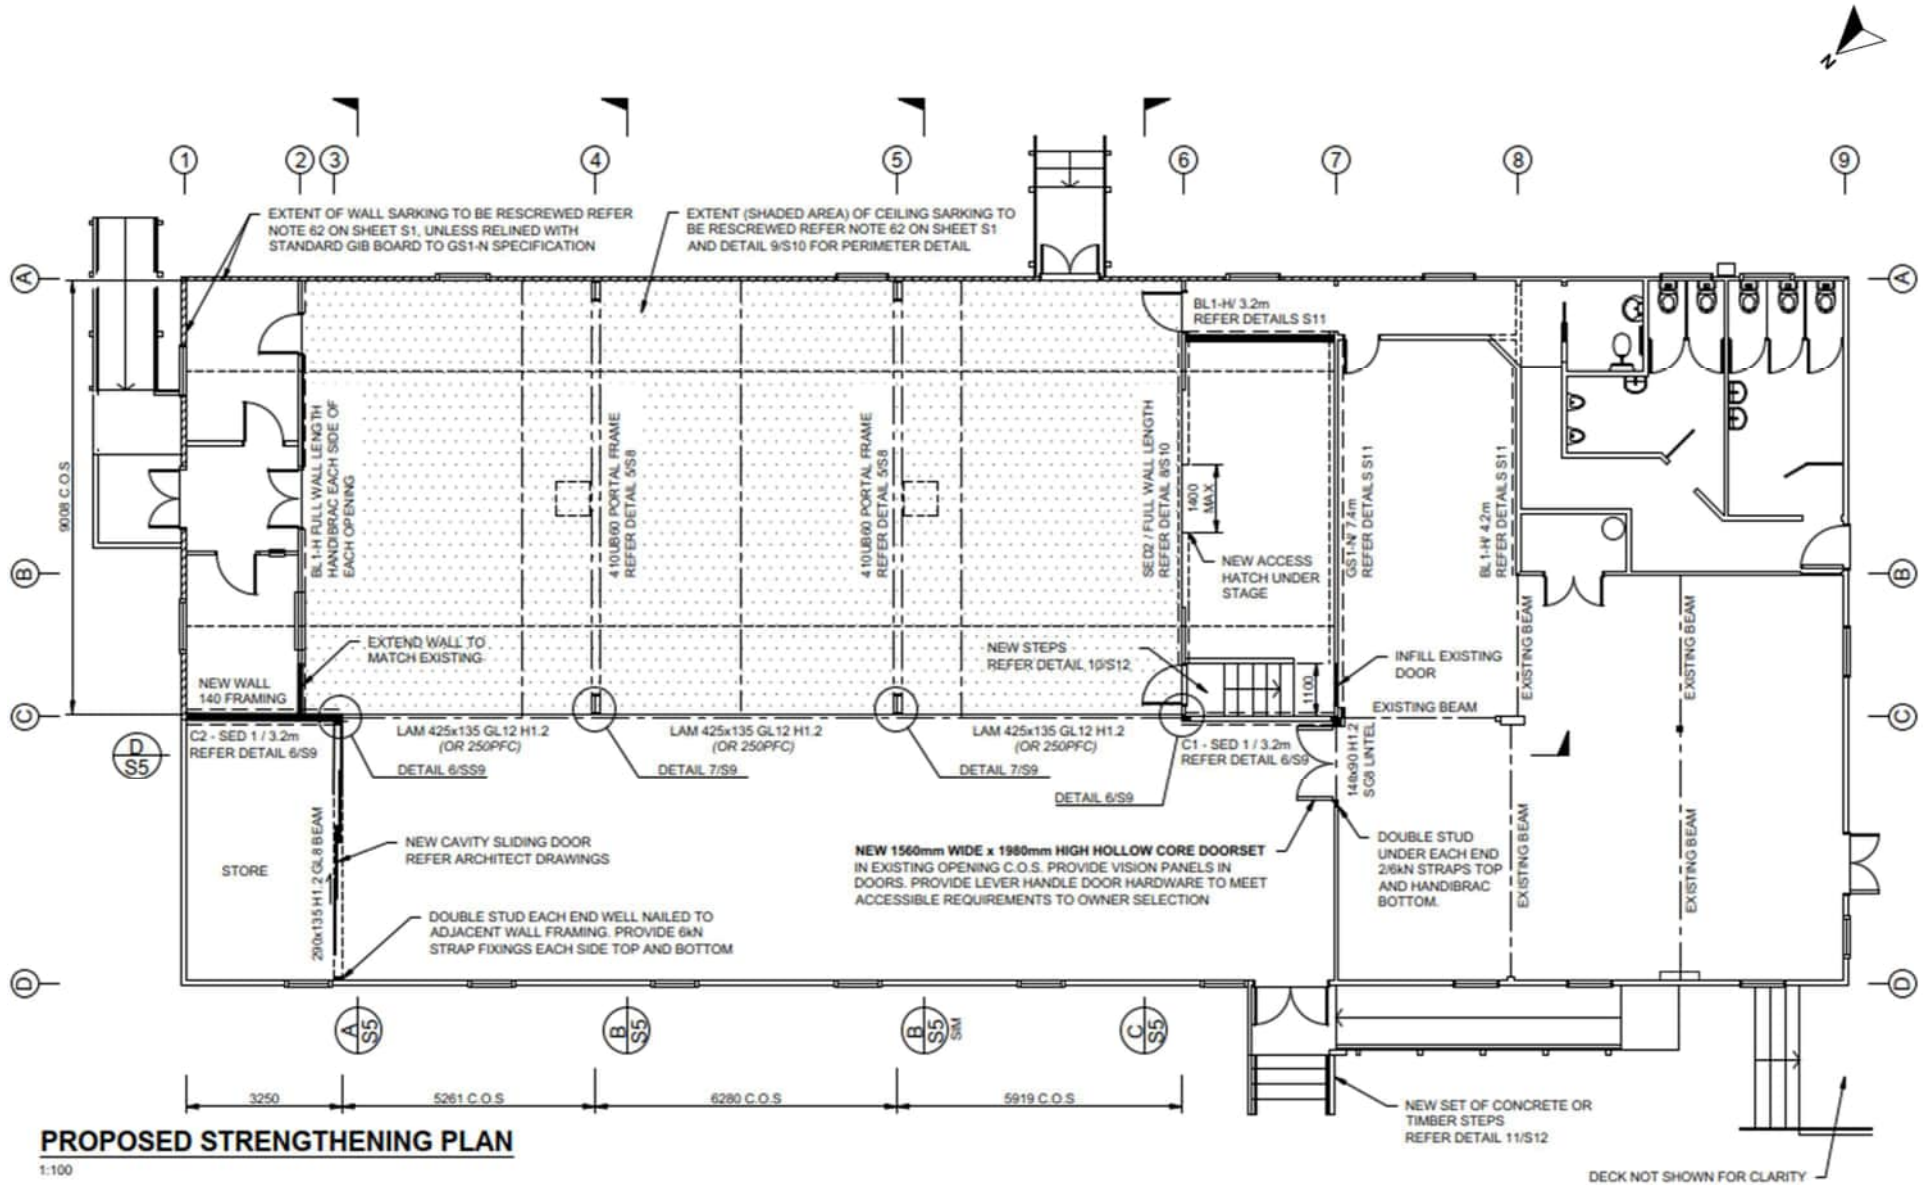 N
1
2
3
4
5
6
7
8
9
EXTENT OF WALL SARKING TO BE RESCREWED REFER
NOTE 62 ON SHEET S1, UNLESS RELINED WITH
STANDARD GIB BOARD TO GS1-N SPECIFICATION
EXTENT (SHADED AREA) OF CEILING SARKING TO
BE RESCREWED REFER NOTE 62 ON SHEET S1
AND DETAIL 9/S10 FOR PERIMETER DETAIL
A
A
BL1-H/ 3.2m
REFER DETAILS S11
9008 C.O.S
BL1-H FULL WALL LENGTH
HANDIBRAC EACH SIDE OF
EACH OPENING
410UB60 PORTAL FRAME
REFER DETAIL 5/S8
410UB60 PORTAL FRAME
REFER DETAIL 5/S8
SED2 / FULL WALL LENGTH
REFER DETAIL 8/S10
1400
MAX
GS1-N/ 7.4m
REFER DETAILS S11
BL1-H/ 4.2m
REFER DETAILS S11
NEW ACCESS
HATCH UNDER
STAGE
B
B
EXTEND WALL TO
MATCH EXISTING
NEW STEPS
REFER DETAIL 10/S12
1100
INFILL EXISTING
DOOR
EXISTING BEAM
EXISTING BEAM
NEW WALL
140 FRAMING
EXISTING BEAM
C
C
C2 - SED 1 / 3.2m
REFER DETAIL 6/S9
LAM 425x135 GL12 H1.2
(OR 250PFC)
LAM 425x135 GL12 H1.2
(OR 250PFC)
LAM 425x135 GL12 H1.2
(OR 250PFC)
C1 - SED 1 / 3.2m
REFER DETAIL 6/S9
140x90 H1.2
SG8 LINTEL
D
S5
DETAIL 6/SS9
DETAIL 7/S9
DETAIL 7/S9
DETAIL 6/S9
STORE
290x135 H1.2 GL8 BEAM
NEW CAVITY SLIDING DOOR
REFER ARCHITECT DRAWINGS
NEW 1560mm WIDE x 1980mm HIGH HOLLOW CORE DOORSET
IN EXISTING OPENING C.O.S. PROVIDE VISION PANELS IN
DOORS. PROVIDE LEVER HANDLE DOOR HARDWARE TO MEET
ACCESSIBLE REQUIREMENTS TO OWNER SELECTION
DOUBLE STUD
UNDER EACH END
2/6kN STRAPS TOP
AND HANDIBRAC
BOTTOM.
EXISTING BEAM
EXISTING BEAM
DOUBLE STUD EACH END WELL NAILED TO
ADJACENT WALL FRAMING. PROVIDE 6kN
STRAP FIXINGS EACH SIDE TOP AND BOTTOM
D
D
A
S5
B
S5
B
S5
SIM
C
S5
3250
5261 C.O.S
6280 C.O.S
5919 C.O.S
NEW SET OF CONCRETE OR
TIMBER STEPS
REFER DETAIL 11/S12
PROPOSED STRENGTHENING PLAN
1:100
DECK NOT SHOWN FOR CLARITY